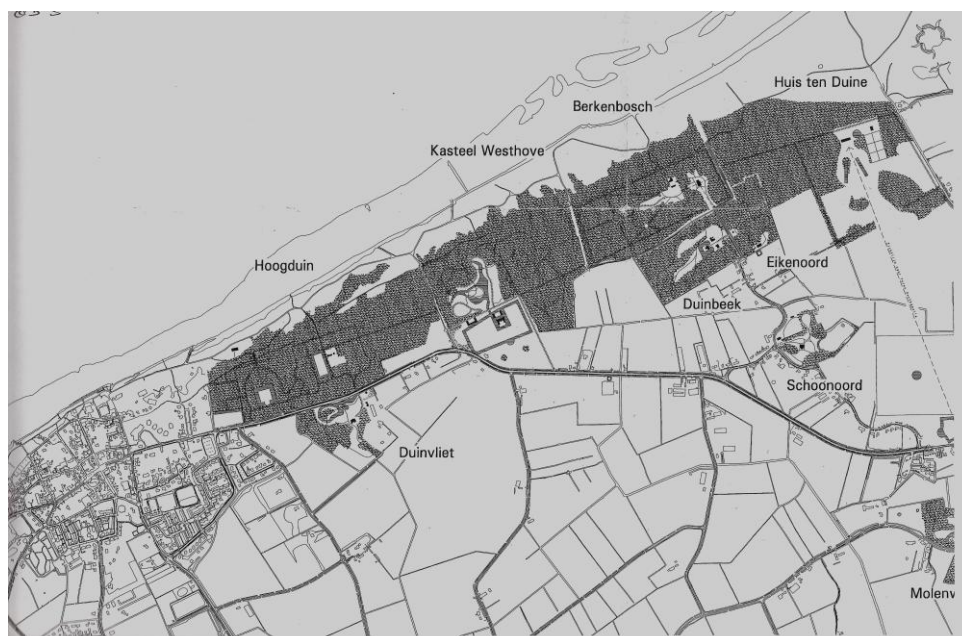 Huis ten Duine
Berkenbosch
Kasteel Westhove
Hoogduin
Eikenoord
Duinbeek
Schoonoord
Duinvliet
Molenv